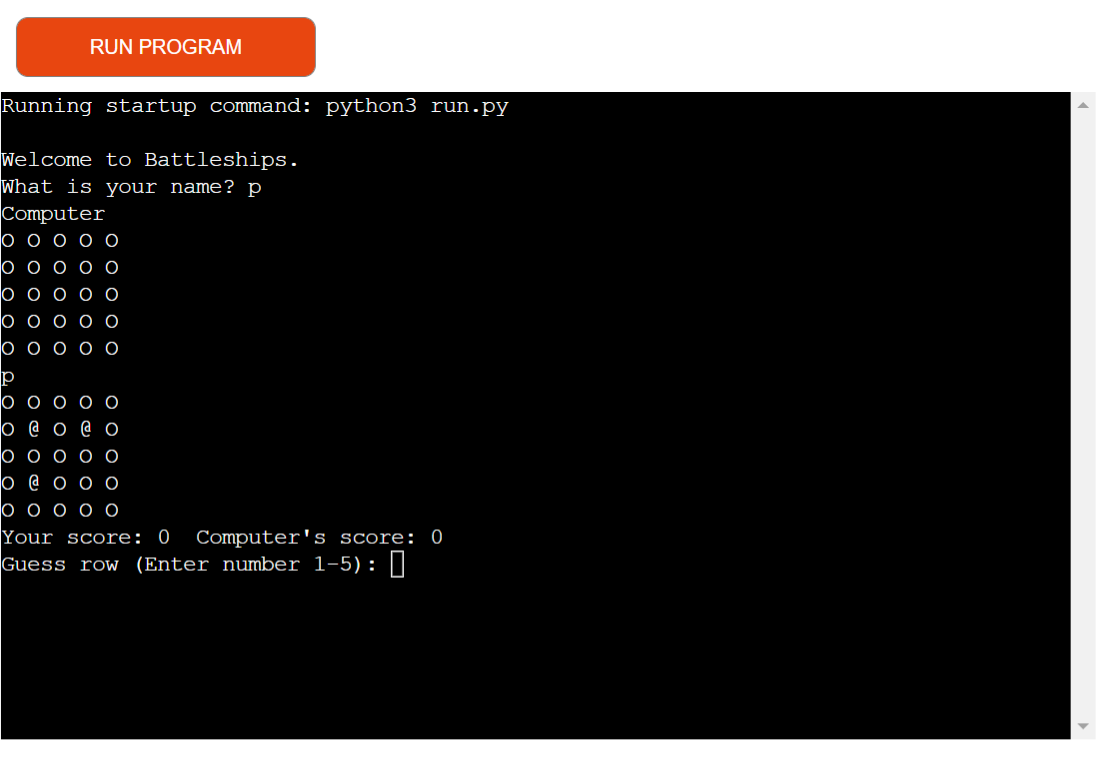 RUN PROGRAM
Running startup command: python3 run.py
Welcome to Battleships.
What is your name? p
Computer
O O O O O
O O O O O
O O O O O
O O O O O
O O O O O
p
O O O O O
O @ O @ O
O O O O O
O @ O O O
O O O O O
Your score: 0  Computer's score: 0
Guess row (Enter number 1-5):